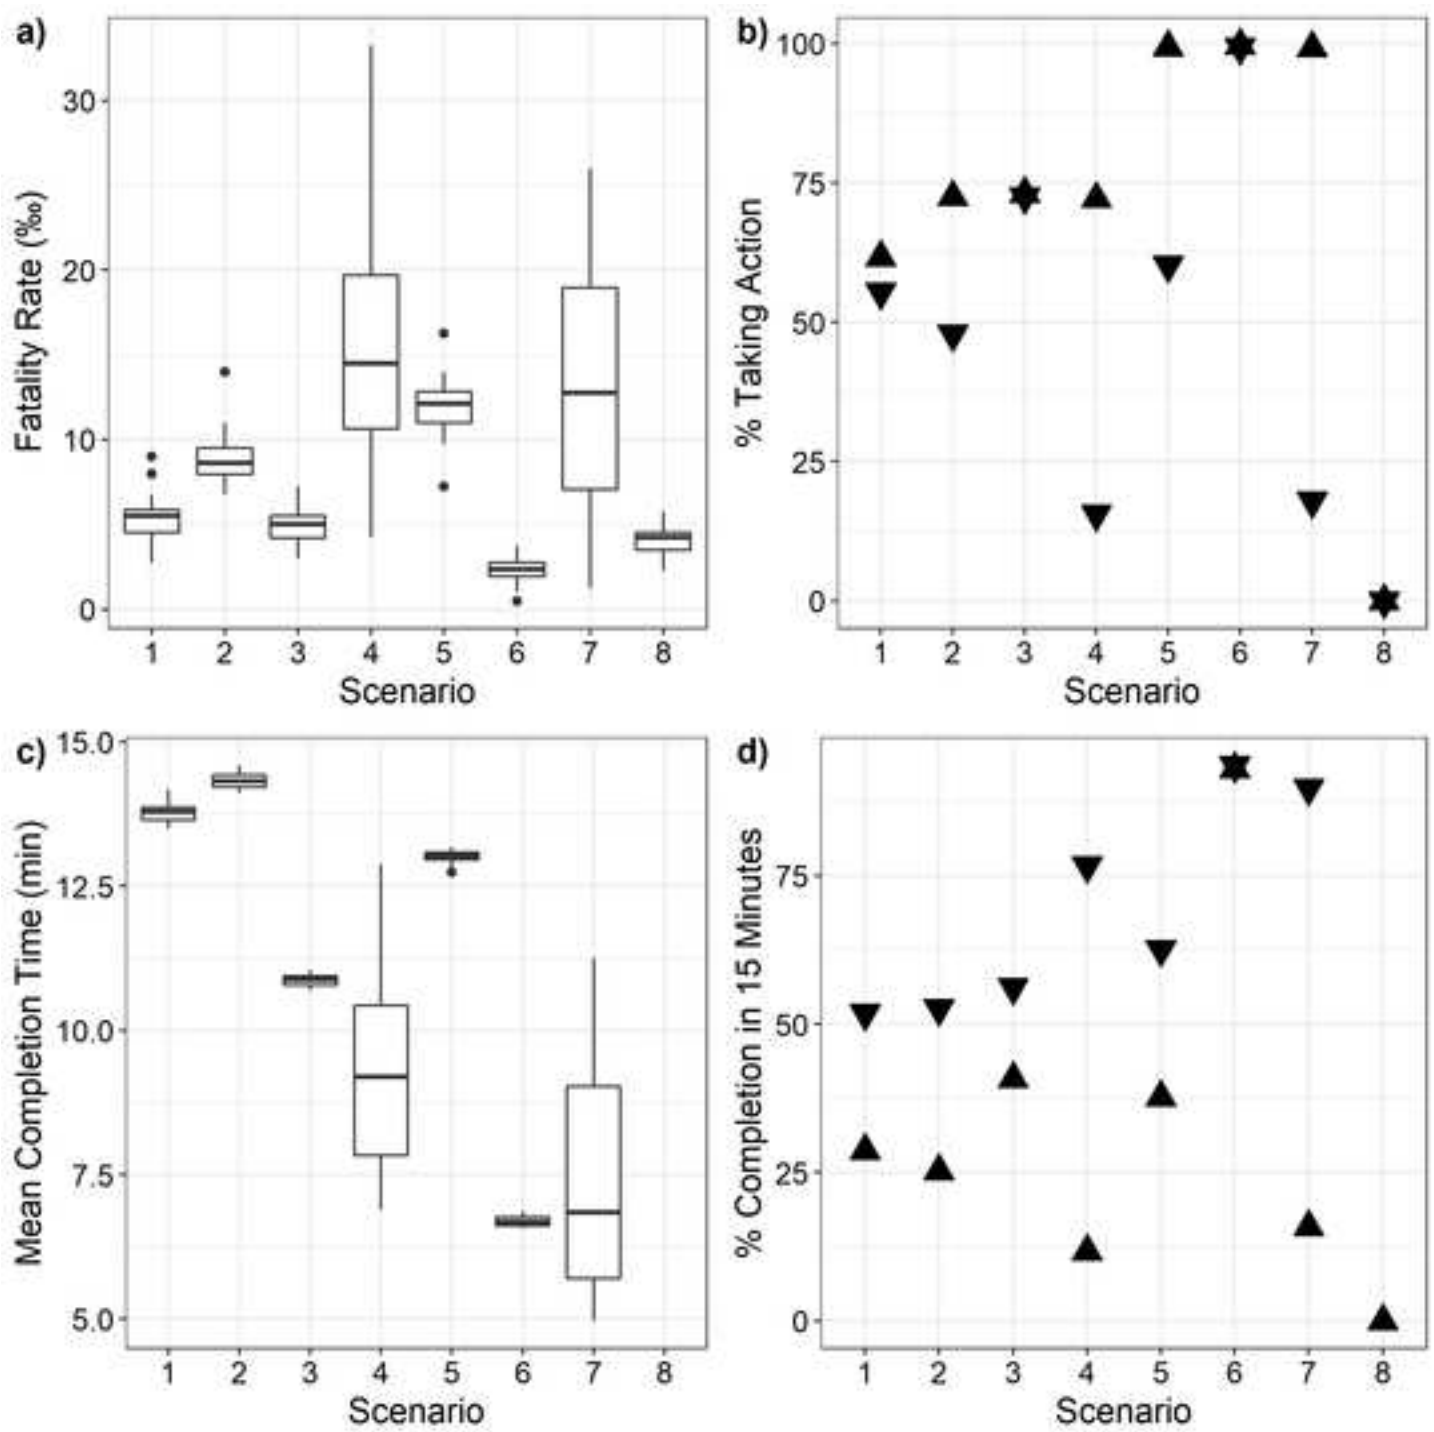 a)
Fatality Rate (‰)
30
20
10
0
1 2 3 4 5 6 7 8
Scenario
b)
% Taking Action
100
75
50
25
0
1 2 3 4 5 6 7 8
Scenario
c)
Mean Completion Time (min)
15.0
12.5
10.0
7.5
5.0
1 2 3 4 5 6 7 8
Scenario
d)
% Completion in 15 Minutes
75
50
25
0
1 2 3 4 5 6 7 8
Scenario